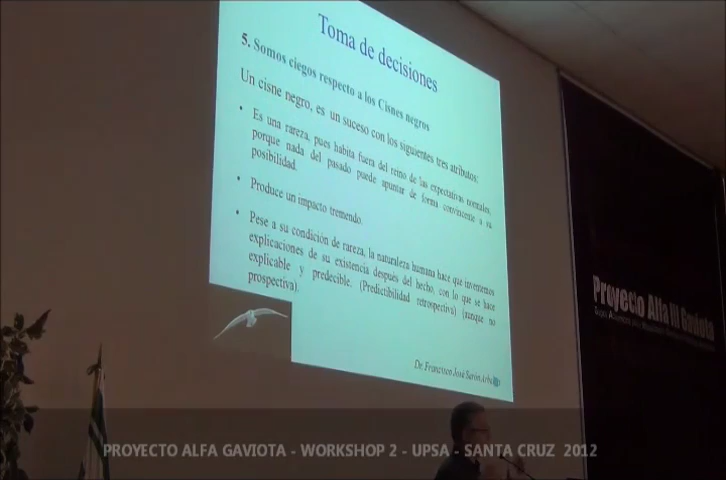 Toma de decisiones
5. Somos ciegos respecto a los Cisnes negros
Un cisne negro, es un suceso con los siguientes tres atributos:
• Es una rareza, pues habita fuera del reino de las expectativas normales,
porque nada del pasado puede apuntar de forma convincente a su
posibilidad.
• Produce un impacto tremendo.
• Pese a su condición de rareza, la naturaleza humana hace que inventemos
explicaciones de su existencia después del hecho, con lo que se hace
explicable y predecible. (Predictibilidad retrospectiva) (aunque no
prospectiva).
Dr. Francisco José
Proyecto Alfa III Gaviota
PROYECTO ALFA GAVIOTA - WORKSHOP 2 - UPSA - SANTA CRUZ 2012